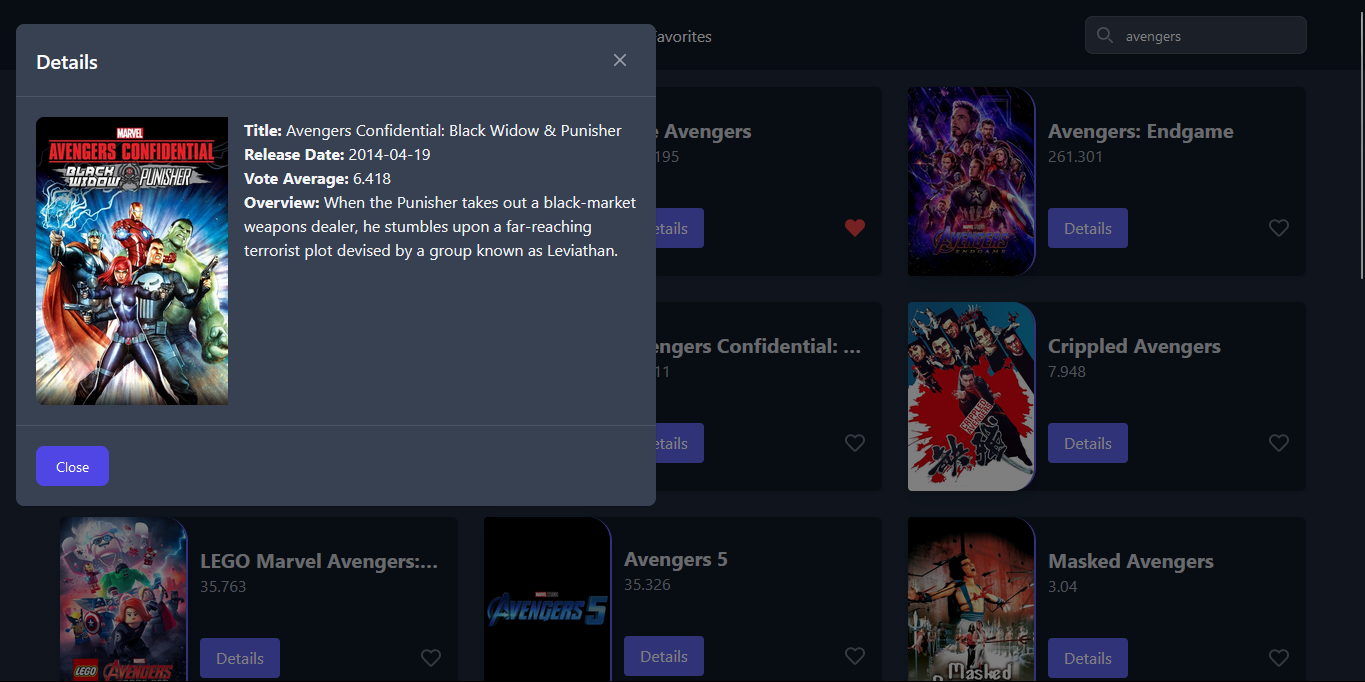 Favorites
avengers
Details
MARVEL
AVENGERS CONFIDENTIAL
BLACK WIDOW PUNISHER
Title: Avengers Confidential: Black Widow & Punisher
Release Date: 2014-04-19
Vote Average: 6.418
Overview: When the Punisher takes out a black-market
weapons dealer, he stumbles upon a far-reaching
terrorist plot devised by a group known as Leviathan.
Close
Avengers
195
etails
AVENGERS
ENDGAME
Avengers: Endgame
261.301
Details
engers Confidential: ...
11
etails
CRIPPLED
AVENGERS
Crippled Avengers
7.948
Details
LEGO AVENGERS
LEGO Marvel Avengers:...
35.763
Details
AVENGERS 5
Avengers 5
35.326
Details
Masked
Masked Avengers
3.04
Details